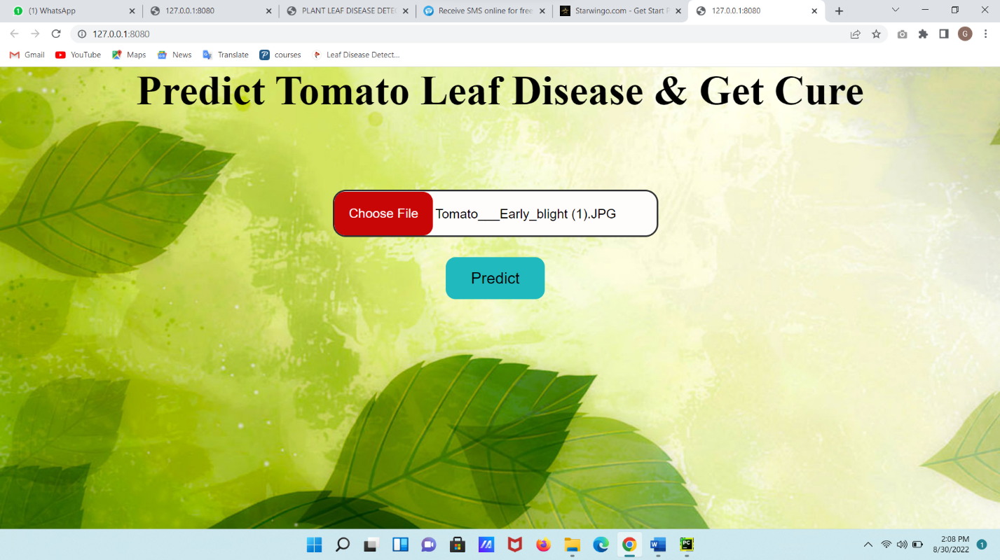 (1) WhatsApp
127.0.0.1:8080
PLANT LEAF DISEASE DETE
Receive SMS online for free
Starwingo.com - Get Start
127.0.0.1:8080
127.0.0.1:8080
G
Gmail
YouTube
Maps
News
Translate
courses
Leaf Disease Detect...
Predict Tomato Leaf Disease & Get Cure
Choose File
Tomato___Early_blight (1).JPG
Predict
2:08 PM
8/30/2022
1